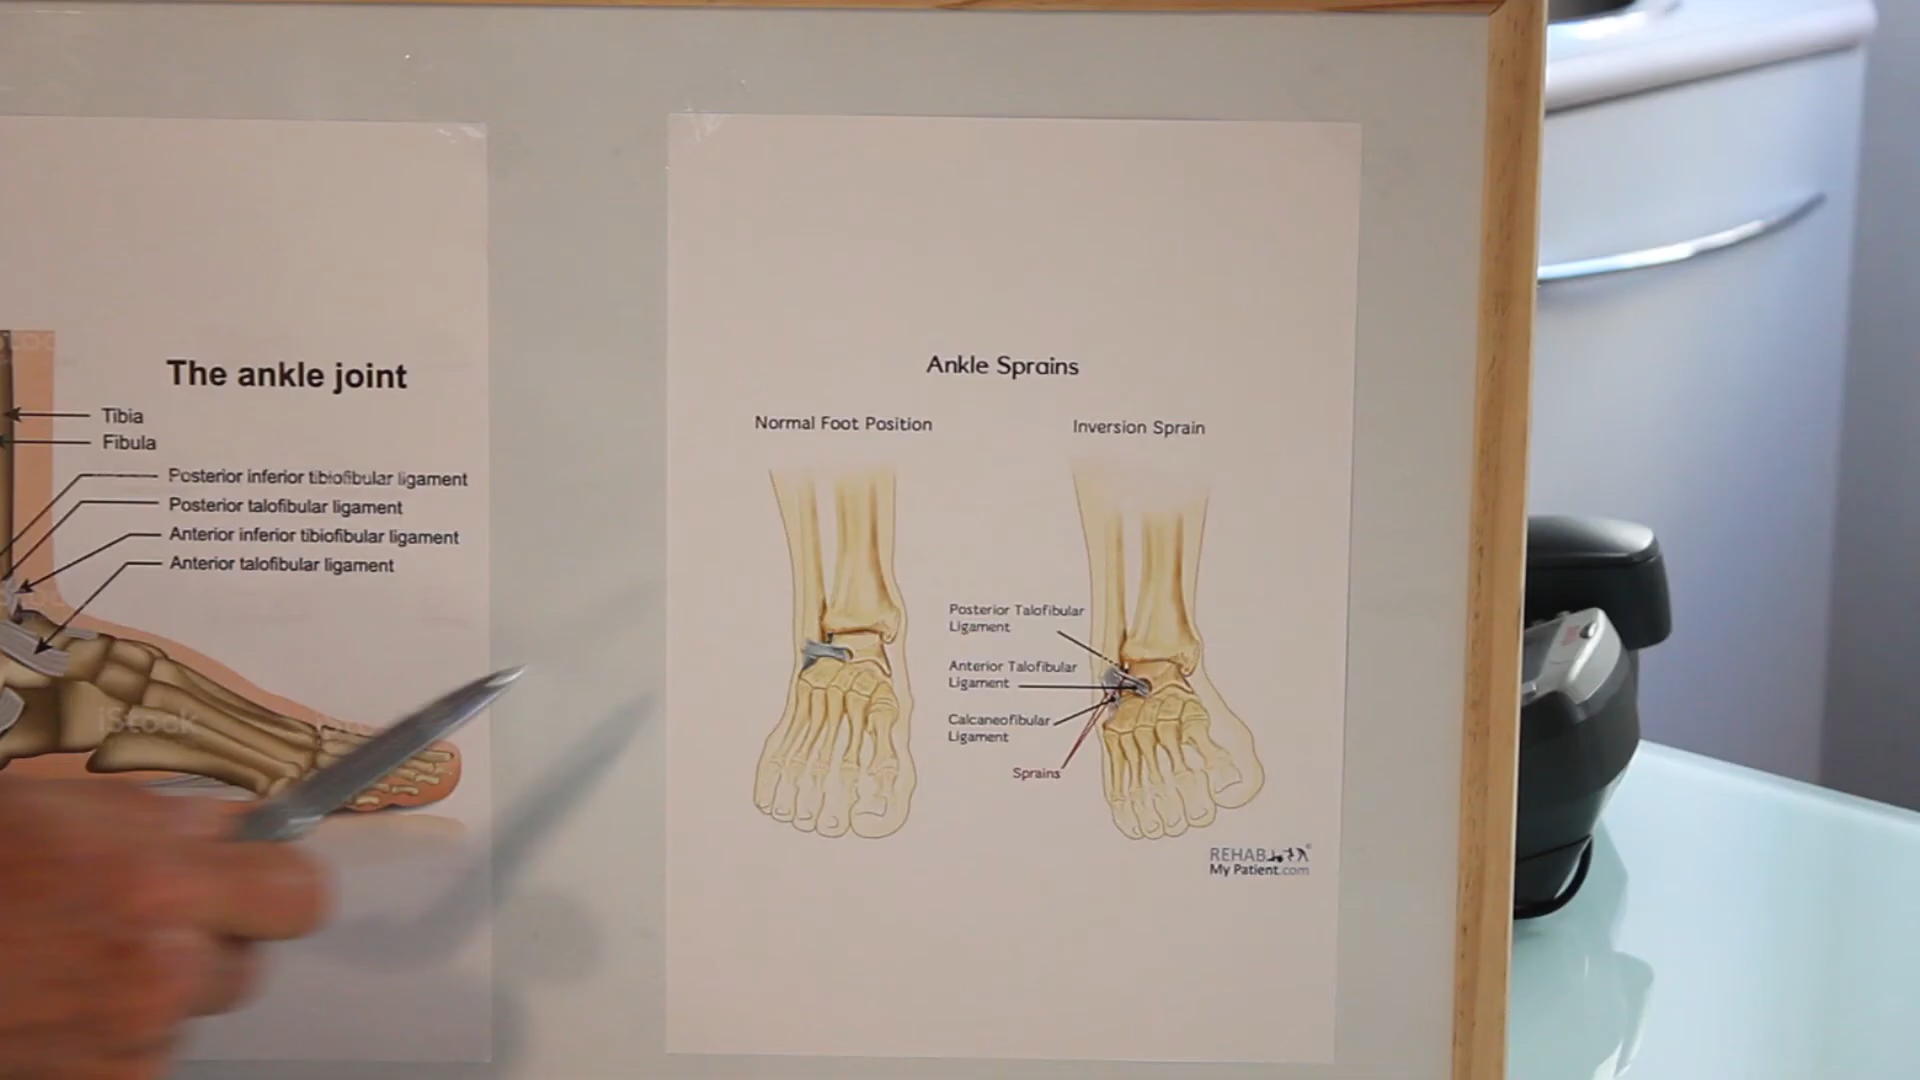 The ankle joint
Tibia
Fibula
Posterior inferior tibiofibular ligament
Posterior talofibular ligament
Anterior inferior tibiofibular ligament
Anterior talofibular ligament
iStock
Ankle Sprains
Normal Foot Position
Inversion Sprain
Posterior Talofibular
Ligament
Anterior Talofibular
Ligament
Calcaneofibular
Ligament
Sprains
REHAB
My Patient.com